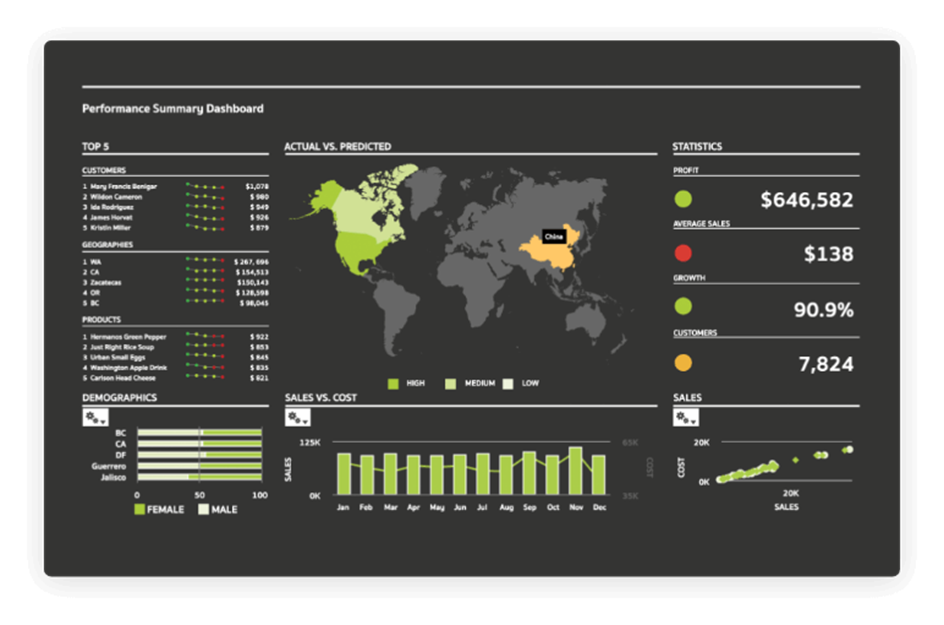 Performance Summary Dashboard
TOP 5
CUSTOMERS
1 Mary Francis Benigar $1,078
2 Wildon Cameron $ 980
3 Ida Rodriguez $ 949
4 James Horvat $ 926
5 Kristin Miller $ 879
GEOGRAPHIES
1 WA $ 267,696
2 CA $ 154,513
3 Zacatecas $150,143
4 OR $ 128,598
5 BC $ 98,045
PRODUCTS
1 Hermanos Green Pepper $ 922
2 Just Right Rice Soup $ 853
3 Urban Small Eggs $ 845
4 Washington Apple Drink $ 835
5 Carlson Head Cheese $ 821
ACTUAL VS. PREDICTED
China
HIGH MEDIUM LOW
STATISTICS
PROFIT
$646,582
AVERAGE SALES
$138
GROWTH
90.9%
CUSTOMERS
7,824
DEMOGRAPHICS
BC
CA
DF
Guerrero
Jalisco
0 50 100
FEMALE MALE
SALES VS. COST
125K 65K
SALES COST
0K 35K
Jan Feb Mar Apr May Jun Jul Aug Sep Oct Nov Dec
SALES
20K
COST
0K
20K
SALES